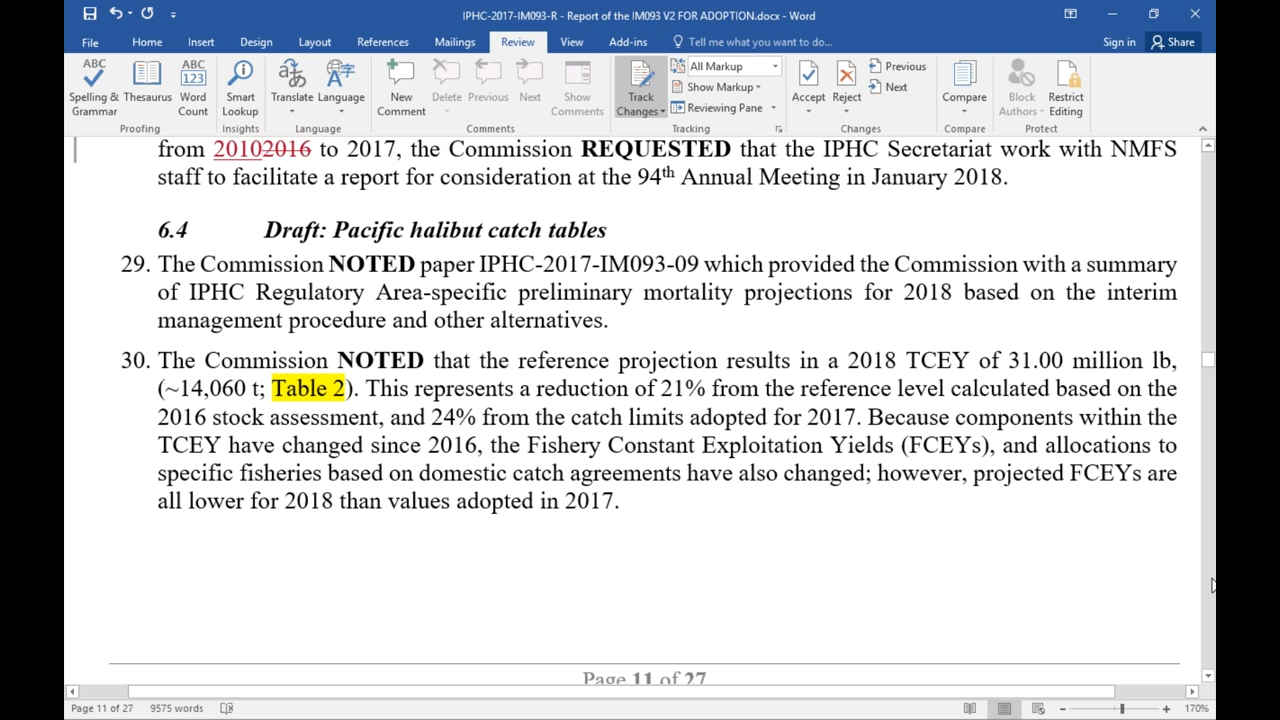 IPHC-2017-IM093-R - Report of the IM093 V2 FOR ADOPTION.docx - Word
File Home Insert Design Layout References Mailings Review View Add-ins Tell me what you want to do... Sign in Share
ABC Spelling & Grammar
Thesaurus
ABC 123 Word Count
Smart Lookup
Translate
Language
New Comment
Delete
Previous
Next
Show Comments
Track Changes
All Markup
Show Markup
Reviewing Pane
Accept
Reject
Previous
Next
Compare
Block Authors
Restrict Editing
Proofing Insights Language Comments Tracking Changes Compare Protect
from 20102016 to 2017, the Commission REQUESTED that the IPHC Secretariat work with NMFS
staff to facilitate a report for consideration at the 94th Annual Meeting in January 2018.
6.4 Draft: Pacific halibut catch tables
29. The Commission NOTED paper IPHC-2017-IM093-09 which provided the Commission with a summary
of IPHC Regulatory Area-specific preliminary mortality projections for 2018 based on the interim
management procedure and other alternatives.
30. The Commission NOTED that the reference projection results in a 2018 TCEY of 31.00 million lb,
(~14,060 t; Table 2). This represents a reduction of 21% from the reference level calculated based on the
2016 stock assessment, and 24% from the catch limits adopted for 2017. Because components within the
TCEY have changed since 2016, the Fishery Constant Exploitation Yields (FCEYs), and allocations to
specific fisheries based on domestic catch agreements have also changed; however, projected FCEYs are
all lower for 2018 than values adopted in 2017.
Page 11 of 27
Page 11 of 27 9575 words 170%